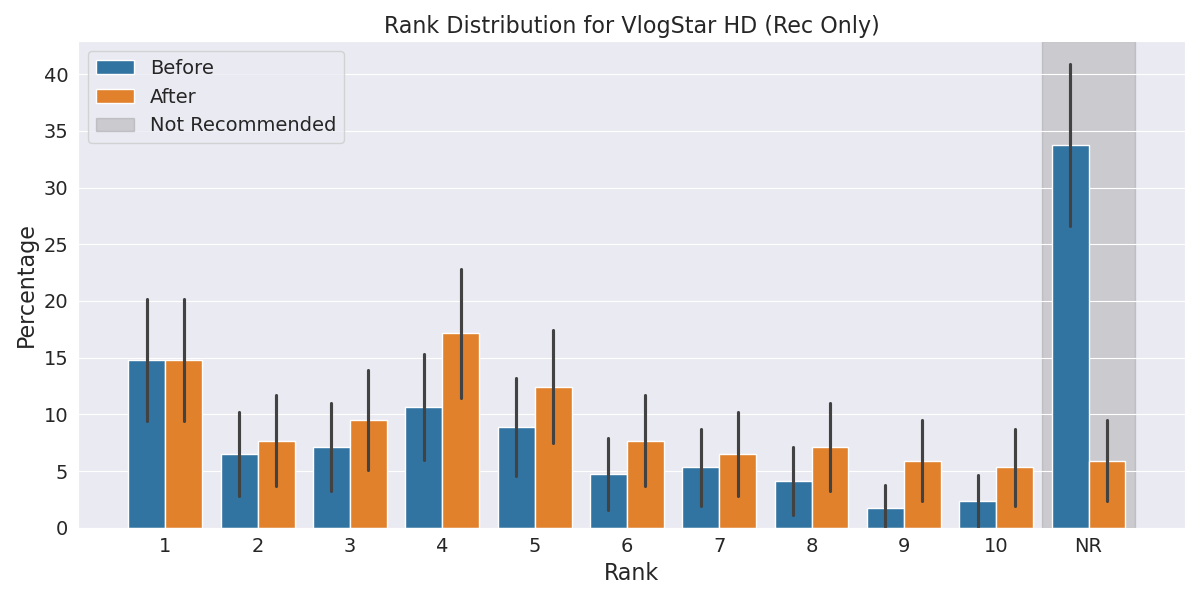 Rank Distribution for VlogStar HD (Rec Only)
Before
After
Not Recommended
Percentage
40
35
30
25
20
15
10
5
0
1 2 3 4 5 6 7 8 9 10 NR
Rank